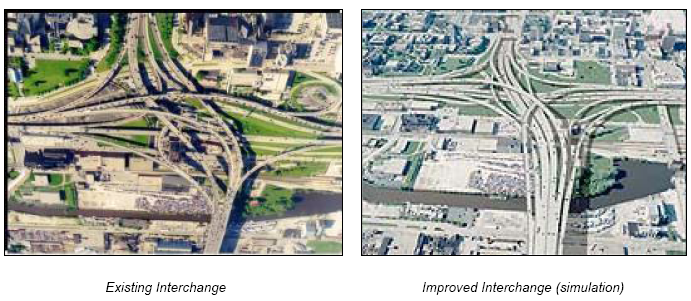 Existing Interchange
Improved Interchange (simulation)